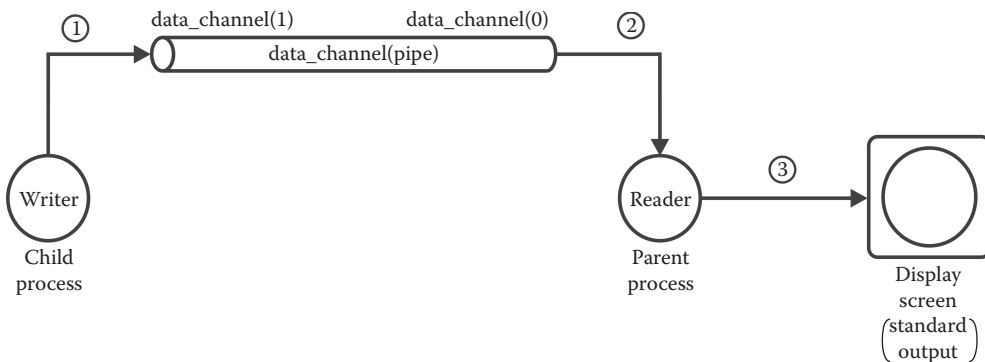 1
data_channel(1)
data_channel(0)
2
data_channel(pipe)
Writer
Child
process
Reader
Parent
process
3
Display
screen
(standard
output)